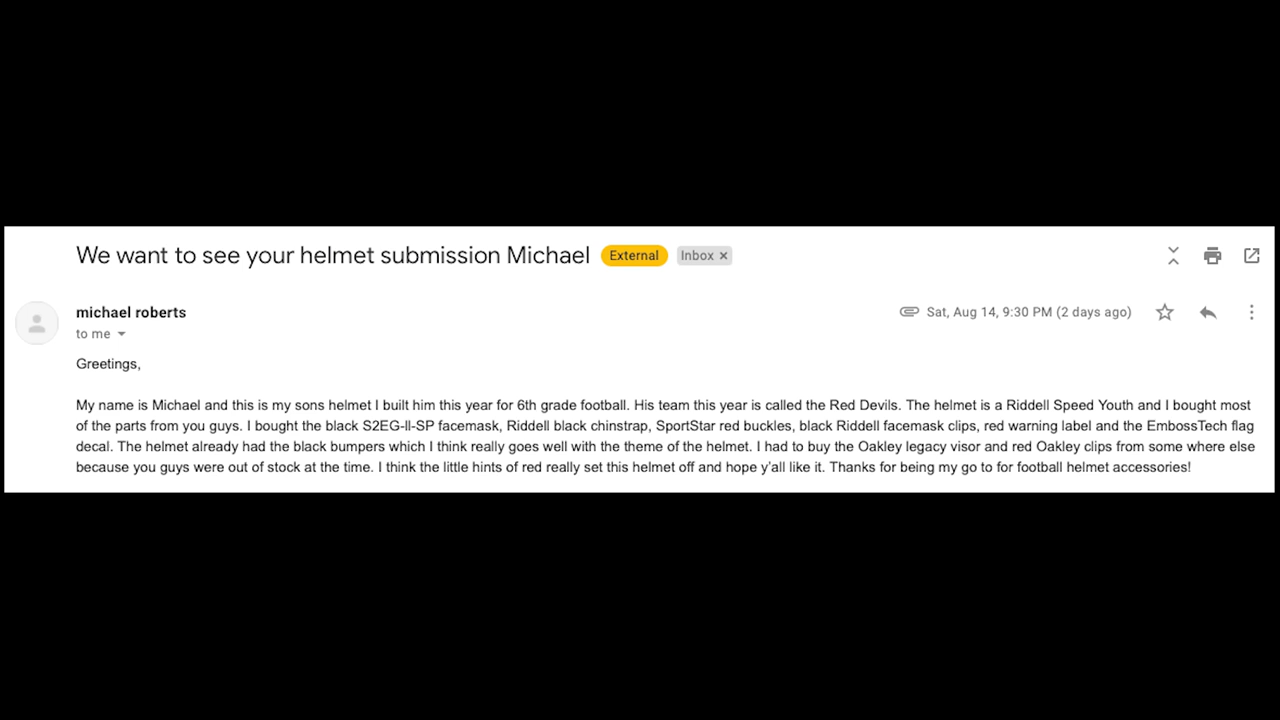 We want to see your helmet submission Michael External Inbox ×
michael roberts Sat, Aug 14, 9:30 PM (2 days ago)
to me
Greetings,
My name is Michael and this is my sons helmet I built him this year for 6th grade football. His team this year is called the Red Devils. The helmet is a Riddell Speed Youth and I bought most
of the parts from you guys. I bought the black S2EG-II-SP facemask, Riddell black chinstrap, SportStar red buckles, black Riddell facemask clips, red warning label and the EmbossTech flag
decal. The helmet already had the black bumpers which I think really goes well with the theme of the helmet. I had to buy the Oakley legacy visor and red Oakley clips from some where else
because you guys were out of stock at the time. I think the little hints of red really set this helmet off and hope y'all like it. Thanks for being my go to for football helmet accessories!